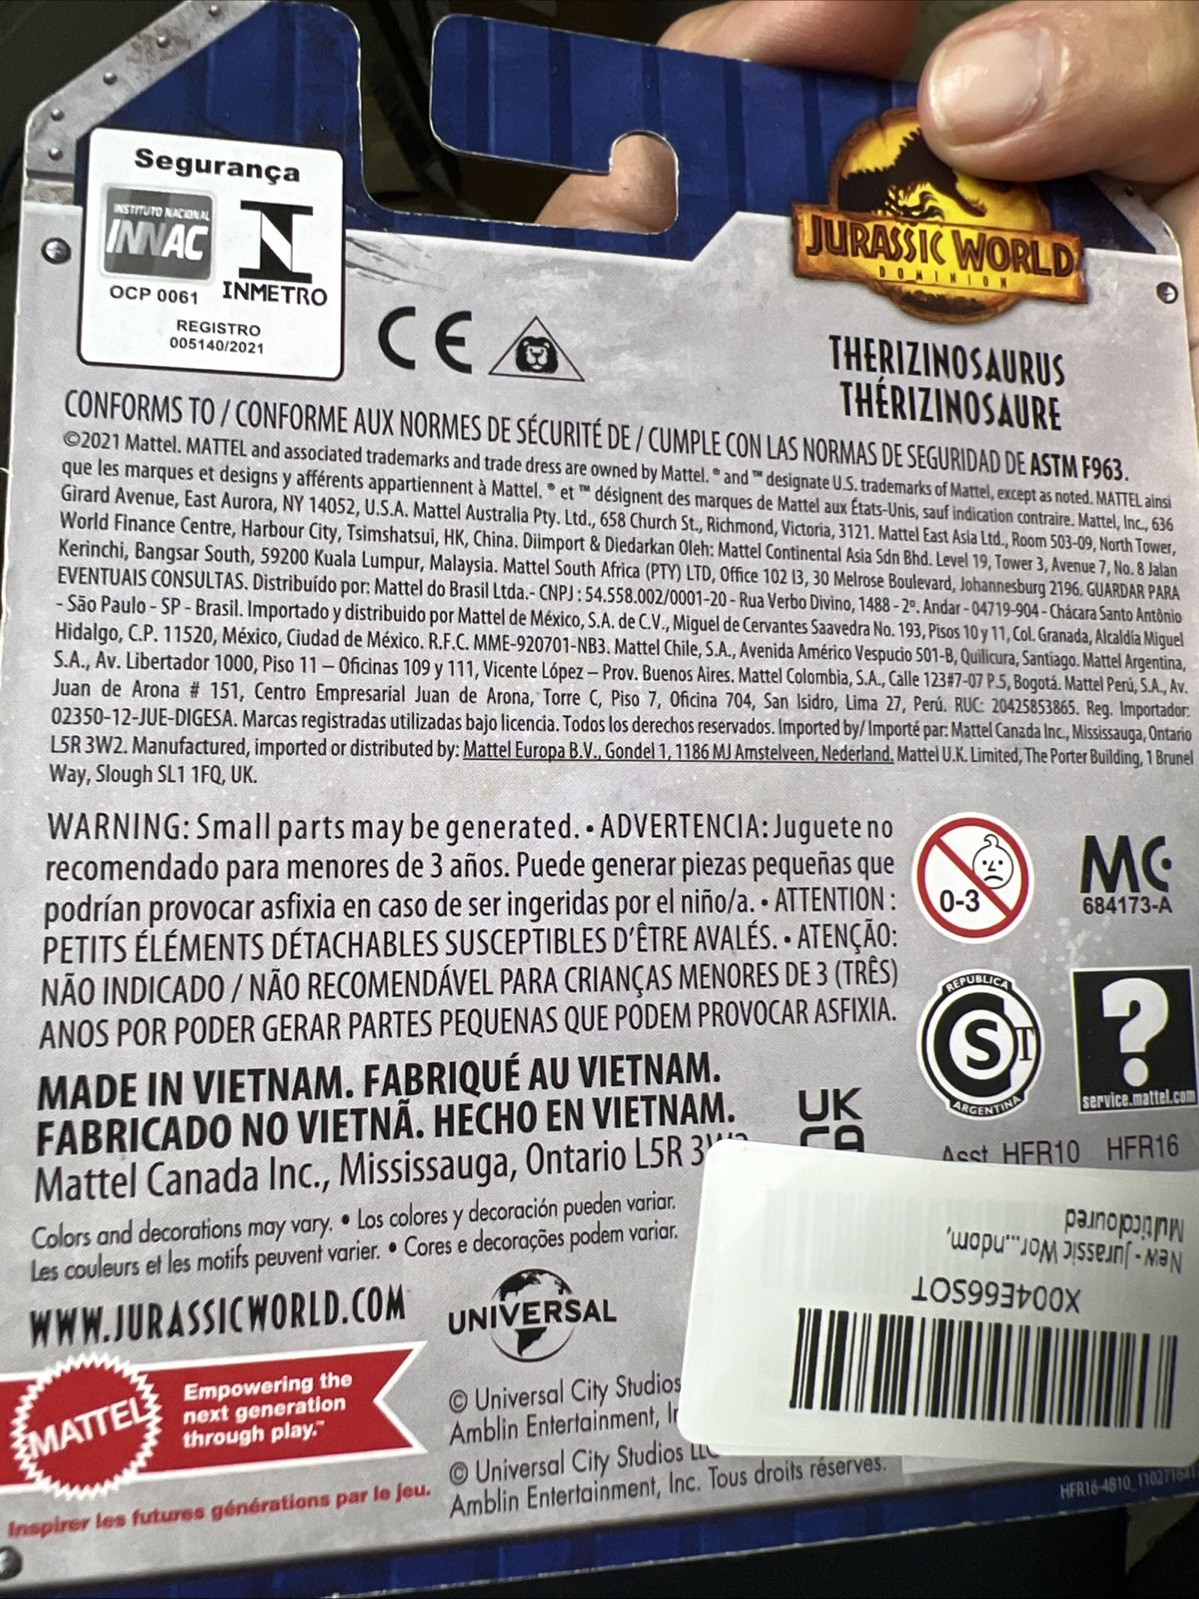 Segurança
INSTITUTO NACIONAL
INNAC
OCP 0061
INMETRO
REGISTRO
005140/2021
CE
JURASSIC WORLD
DOMINION
THERIZINOSAURUS
THÉRIZINOSAURE
CONFORMS TO / CONFORME AUX NORMES DE SÉCURITÉ DE / CUMPLE CON LAS NORMAS DE SEGURIDAD DE ASTM F963.
©2021 Mattel. MATTEL and associated trademarks and trade dress are owned by Mattel. ® and ™ designate U.S. trademarks of Mattel, except as noted. MATTEL ainsi
que les marques et designs y afférents appartiennent à Mattel. ® et ™ désignent des marques de Mattel aux États-Unis, sauf indication contraire. Mattel, Inc., 636
Girard Avenue, East Aurora, NY 14052, U.S.A. Mattel Australia Pty. Ltd., 658 Church St., Richmond, Victoria, 3121. Mattel East Asia Ltd., Room 503-09, North Tower,
World Finance Centre, Harbour City, Tsimshatsui, HK, China. Diimport & Diedarkan Oleh: Mattel Continental Asia Sdn Bhd. Level 19, Tower 3, Avenue 7, No. 8 Jalan
Kerinchi, Bangsar South, 59200 Kuala Lumpur, Malaysia. Mattel South Africa (PTY) LTD, Office 102 I3, 30 Melrose Boulevard, Johannesburg 2196. GUARDAR PARA
EVENTUAIS CONSULTAS. Distribuído por: Mattel do Brasil Ltda.- CNPJ : 54.558.002/0001-20 - Rua Verbo Divino, 1488 - 2º. Andar - 04719-904 - Chácara Santo Antônio
- São Paulo - SP - Brasil. Importado y distribuido por Mattel de México, S.A. de C.V., Miguel de Cervantes Saavedra No. 193, Pisos 10 y 11, Col. Granada, Alcaldía Miguel
Hidalgo, C.P. 11520, México, Ciudad de México. R.F.C. MME-920701-NB3. Mattel Chile, S.A., Avenida Américo Vespucio 501-B, Quilicura, Santiago. Mattel Argentina,
S.A., Av. Libertador 1000, Piso 11 – Oficinas 109 y 111, Vicente López – Prov. Buenos Aires. Mattel Colombia, S.A., Calle 123#7-07 P.5, Bogotá. Mattel Perú, S.A., Av.
Juan de Arona # 151, Centro Empresarial Juan de Arona, Torre C, Piso 7, Oficina 704, San Isidro, Lima 27, Perú. RUC: 20425853865. Reg. Importador:
02350-12-JUE-DIGESA. Marcas registradas utilizadas bajo licencia. Todos los derechos reservados. Imported by/ Importé par: Mattel Canada Inc., Mississauga, Ontario
L5R 3W2. Manufactured, imported or distributed by: Mattel Europa B.V., Gondel 1, 1186 MJ Amstelveen, Nederland. Mattel U.K. Limited, The Porter Building, 1 Brunel
Way, Slough SL1 1FQ, UK.
WARNING: Small parts may be generated. • ADVERTENCIA: Juguete no
recomendado para menores de 3 años. Puede generar piezas pequeñas que
podrían provocar asfixia en caso de ser ingeridas por el niño/a. • ATTENTION :
PETITS ÉLÉMENTS DÉTACHABLES SUSCEPTIBLES D'ÊTRE AVALÉS. • ATENÇÃO:
NÃO INDICADO / NÃO RECOMENDÁVEL PARA CRIANÇAS MENORES DE 3 (TRÊS)
ANOS POR PODER GERAR PARTES PEQUENAS QUE PODEM PROVOCAR ASFIXIA.
0-3
MC
684173-A
REPUBLICA
S T
ARGENTINA
?
service.mattel.com
MADE IN VIETNAM. FABRIQUÉ AU VIETNAM.
FABRICADO NO VIETNÃ. HECHO EN VIETNAM.
Mattel Canada Inc., Mississauga, Ontario L5R 3W2
UK
CA
Asst HFR10 HFR16
Colors and decorations may vary. • Los colores y decoración pueden variar.
Les couleurs et les motifs peuvent varier. • Cores e decorações podem variar.
WWW.JURASSICWORLD.COM
UNIVERSAL
X004E66SOT
New - Jurassic Wor...ndom,
Multicoloured
MATTEL
Empowering the
next generation
through play.™
Inspirer les futures générations par le jeu.
© Universal City Studios
Amblin Entertainment, In
© Universal City Studios LLC
Amblin Entertainment, Inc. Tous droits réservés.